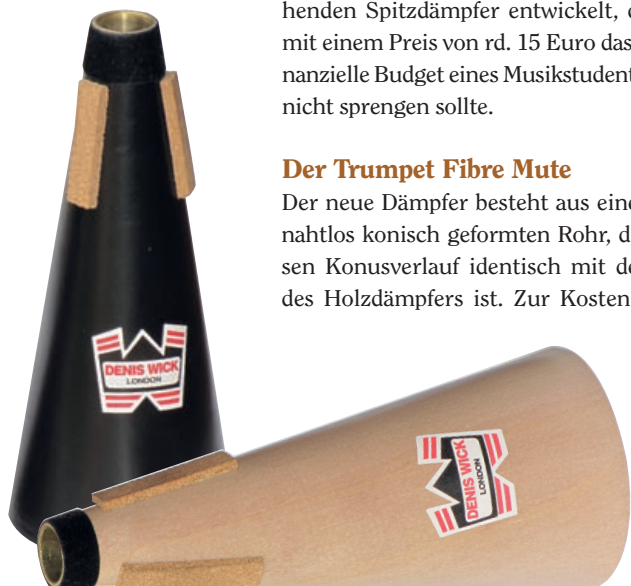 henden Spitzdämpfer entwickelt,
mit einem Preis von rd. 15 Euro das
nanzielle Budget eines Musikstudent
nicht sprengen sollte.
Der Trumpet Fibre Mute
Der neue Dämpfer besteht aus eine
nahtlos konisch geformten Rohr, d
sen Konusverlauf identisch mit de
des Holzdämpfers ist. Zur Kosten
DENIS WICK
LONDON
DENIS WICK
LONDON